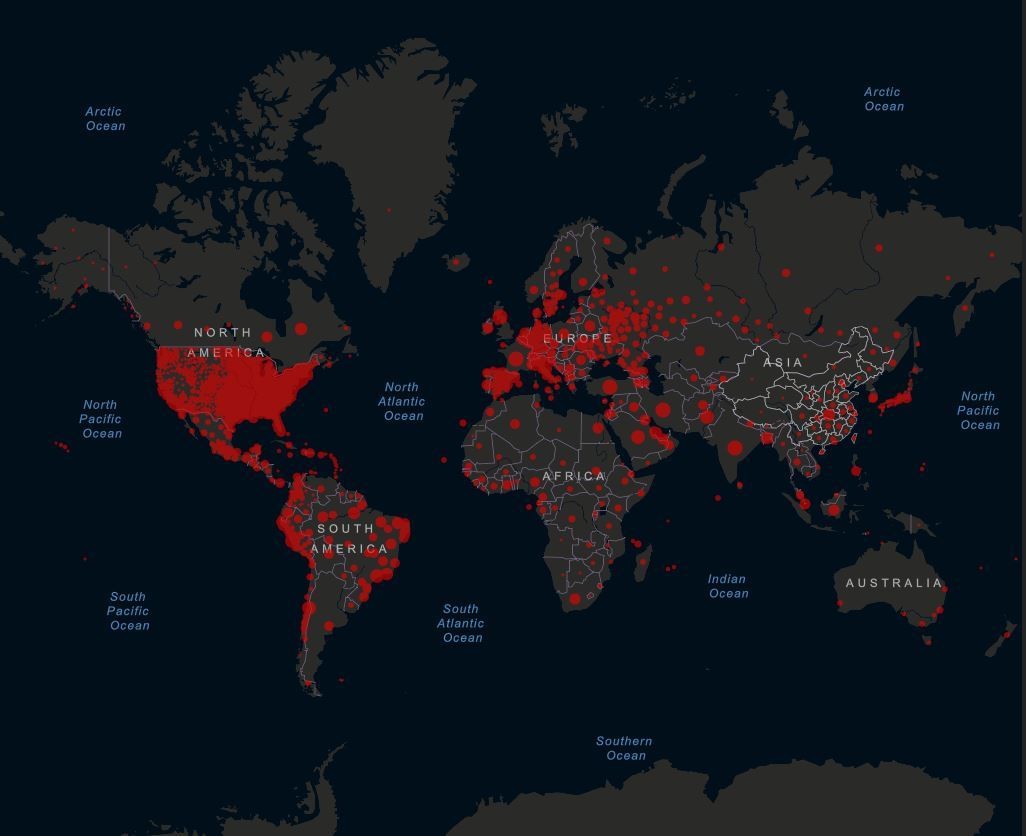 Arctic
Ocean
Arctic
Ocean
NORTH
AMERICA
EUROPE
ASIA
North
Pacific
Ocean
North
Atlantic
Ocean
North
Pacific
Ocean
AFRICA
SOUTH
AMERICA
AUSTRALIA
Indian
Ocean
South
Pacific
Ocean
South
Atlantic
Ocean
Southern
Ocean